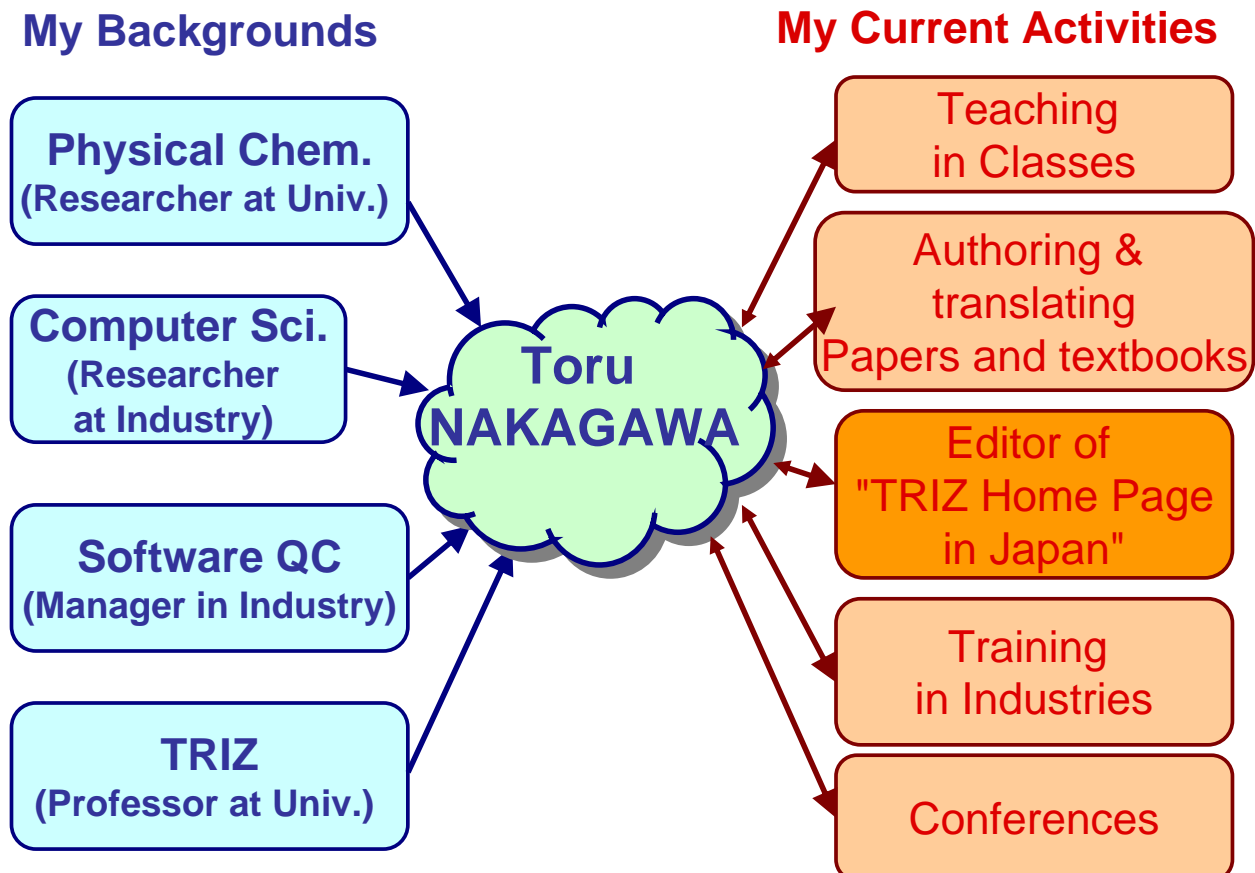 My Backgrounds
Physical Chem.
(Researcher at Univ.)
Computer Sci.
(Researcher
at Industry)
Software QC
(Manager in Industry)
TRIZ
(Professor at Univ.)
Toru
NAKAGAWA
My Current Activities
Teaching
in Classes
Authoring &
translating
Papers and textbooks
Editor of
"TRIZ Home Page
in Japan"
Training
in Industries
Conferences